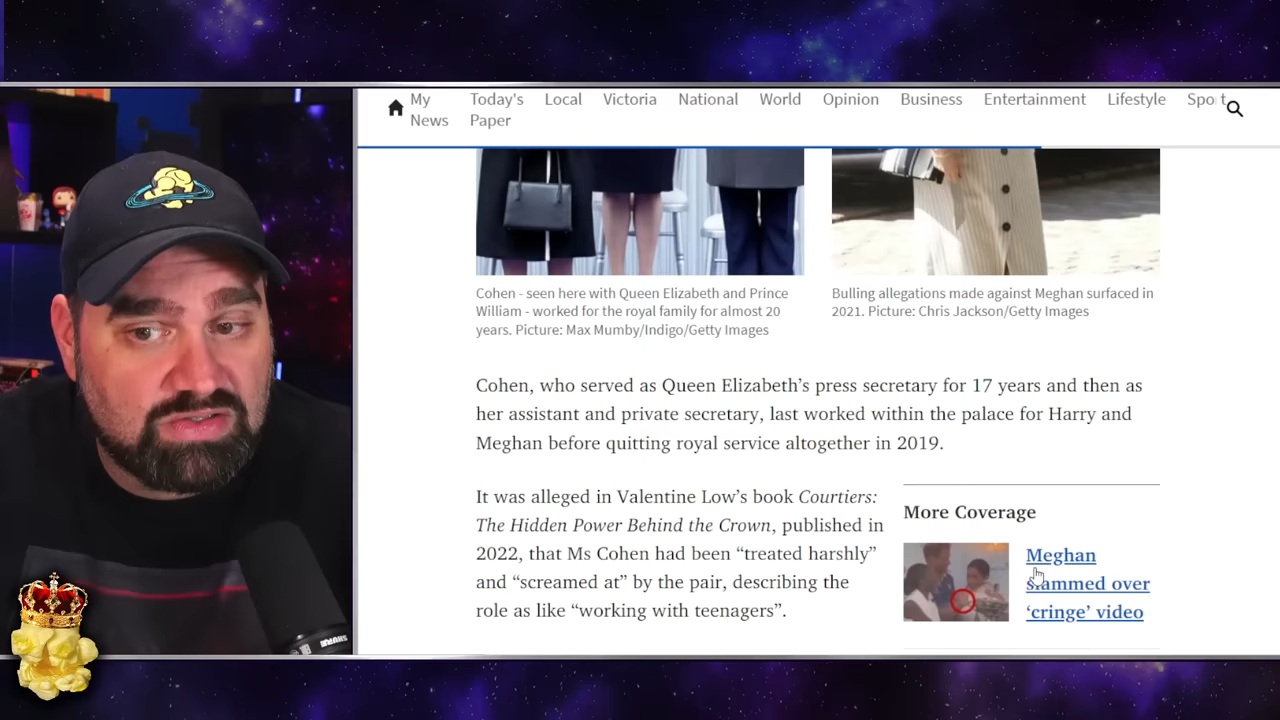 My News
Today's Paper
Local
Victoria
National
World
Opinion
Business
Entertainment
Lifestyle
Cohen - seen here with Queen Elizabeth and Prince
William - worked for the royal family for almost 20
years. Picture: Max Mumby/Indigo/Getty Images
Bulling allegations made against Meghan surfaced in
2021. Picture: Chris Jackson/Getty Images
Cohen, who served as Queen Elizabeth’s press secretary for 17 years and then as
her assistant and private secretary, last worked within the palace for Harry and
Meghan before quitting royal service altogether in 2019.
It was alleged in Valentine Low’s book Courtiers:
The Hidden Power Behind the Crown, published in
2022, that Ms Cohen had been “treated harshly”
and “screamed at” by the pair, describing the
role as like “working with teenagers”.
More Coverage
Meghan
slammed over
‘cringe’ video
SHURE